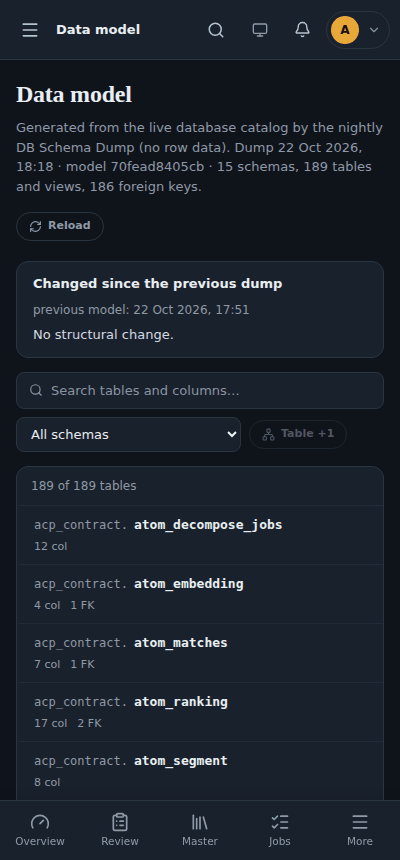 Data model
A
Data model
Generated from the live database catalog by the nightly
DB Schema Dump (no row data). Dump 22 Oct 2026,
18:18 · model 70fead8405cb · 15 schemas, 189 tables
and views, 186 foreign keys.
Reload
Changed since the previous dump
previous model: 22 Oct 2026, 17:51
No structural change.
Search tables and columns...
All schemas
Table +1
189 of 189 tables
acp_contract. atom_decompose_jobs
12 col
acp_contract. atom_embedding
4 col 1 FK
acp_contract. atom_matches
7 col 1 FK
acp_contract. atom_ranking
17 col 2 FK
acp_contract. atom_segment
8 col
Overview Review Master Jobs More